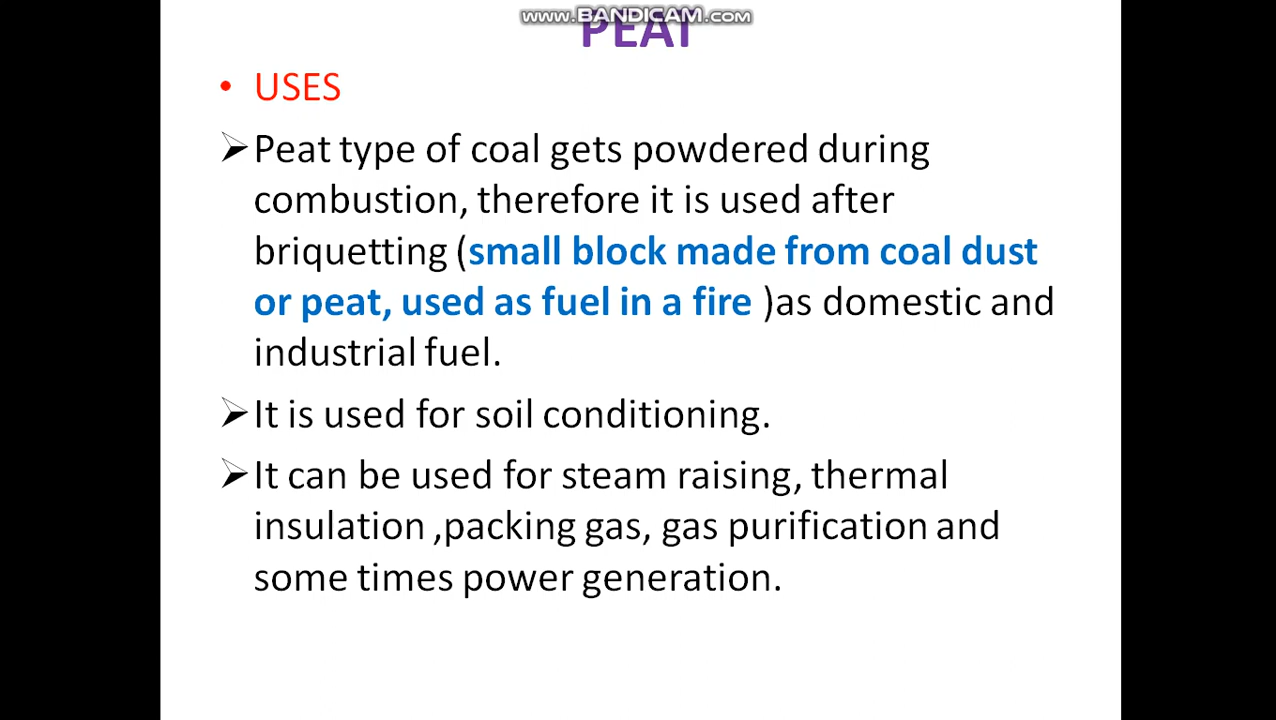 www.BANDICAM.com
PEAT
• USES
➢Peat type of coal gets powdered during
combustion, therefore it is used after
briquetting (small block made from coal dust
or peat, used as fuel in a fire )as domestic and
industrial fuel.
➢It is used for soil conditioning.
➢It can be used for steam raising, thermal
insulation ,packing gas, gas purification and
some times power generation.